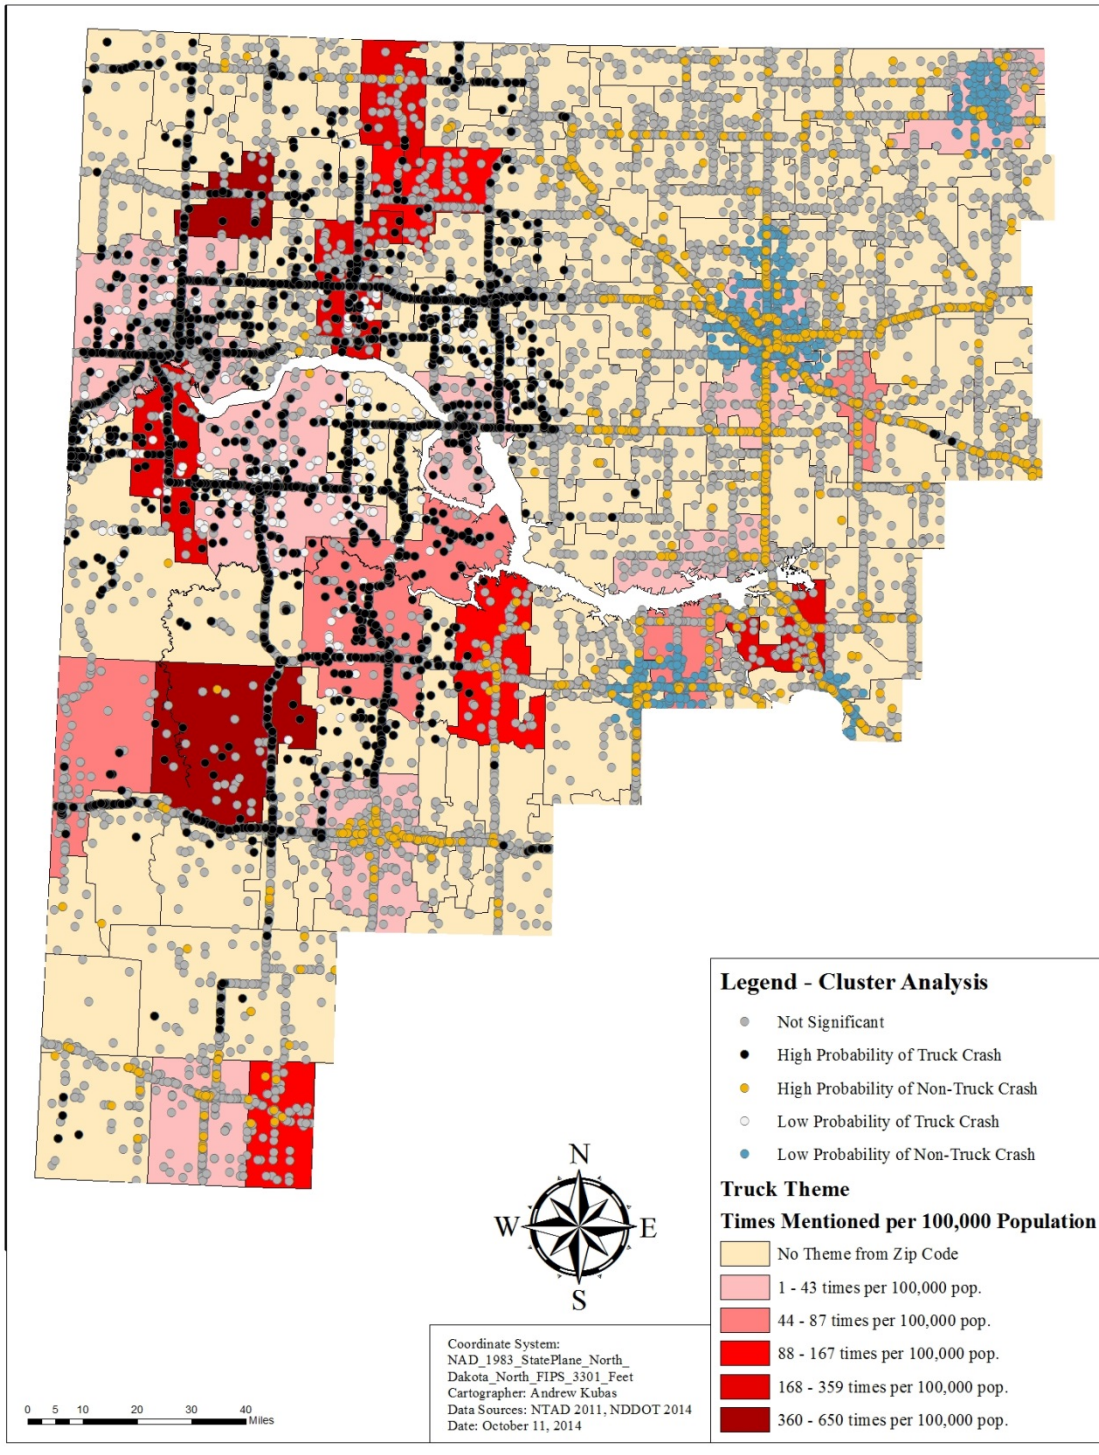 Legend - Cluster Analysis
Not Significant
High Probability of Truck Crash
High Probability of Non-Truck Crash
Low Probability of Truck Crash
Low Probability of Non-Truck Crash
Truck Theme
Times Mentioned per 100,000 Population
No Theme from Zip Code
1 - 43 times per 100,000 pop.
44 - 87 times per 100,000 pop.
88 - 167 times per 100,000 pop.
168 - 359 times per 100,000 pop.
360 - 650 times per 100,000 pop.
N
W E
S
Coordinate System:
NAD_1983_StatePlane_North_
Dakota_North_FIPS_3301_Feet
Cartographer: Andrew Kubas
Data Sources: NTAD 2011, NDDOT 2014
Date: October 11, 2014
0 5 10 20 30 40
Miles